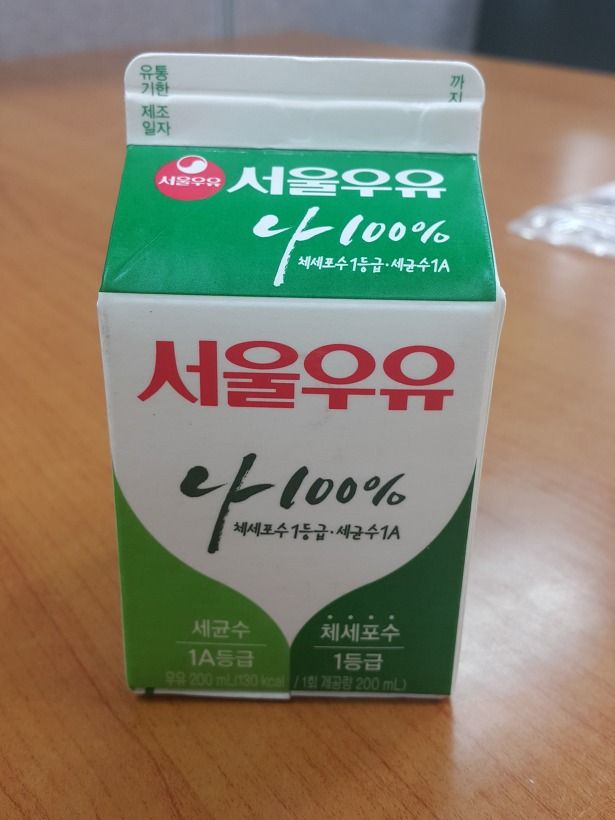 유통
기한
까
지
제조
일자
서울우유
서울우유
나100%
체세포수1등급·세균수1A
서울우유
나100%
체세포수1등급·세균수1A
세균수
1A등급
체세포수
1등급
우유 200 mL(130 kcal / 1회 제공량 200 mL)